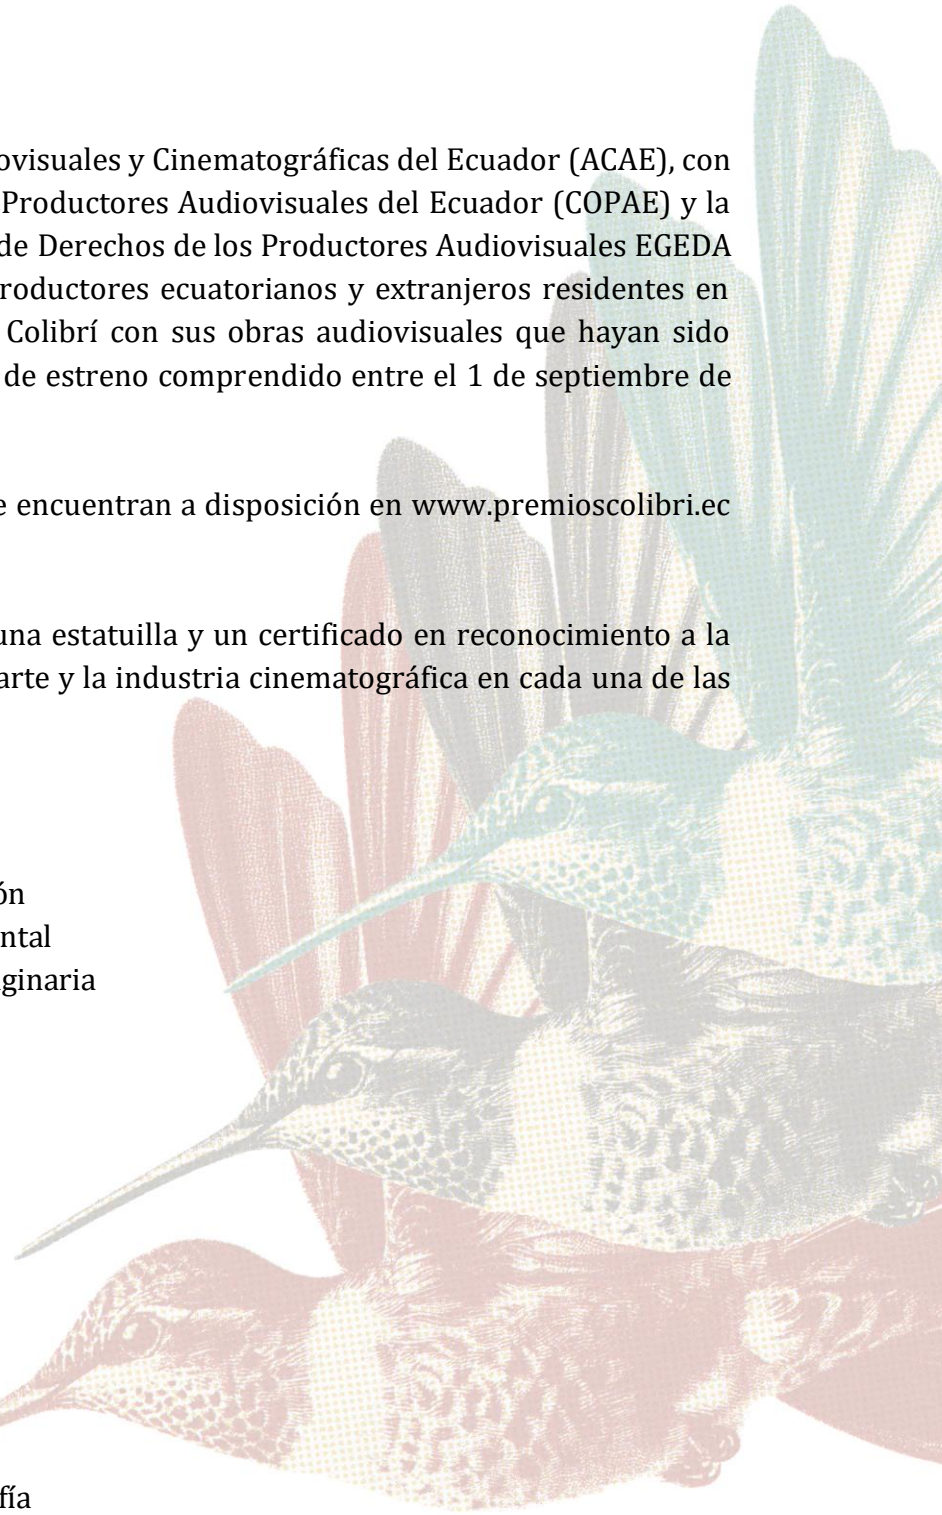 ovisuales y Cinematográficas del Ecuador (ACAE), con
Productores Audiovisuales del Ecuador (COPAE) y la
de Derechos de los Productores Audiovisuales EGEDA
roductores ecuatorianos y extranjeros residentes en
Colibrí con sus obras audiovisuales que hayan sido
de estreno comprendido entre el 1 de septiembre de
e encuentran a disposición en www.premioscolibri.ec
una estatuilla y un certificado en reconocimiento a la
arte y la industria cinematográfica en cada una de las
ón
ental
ginaria
fía